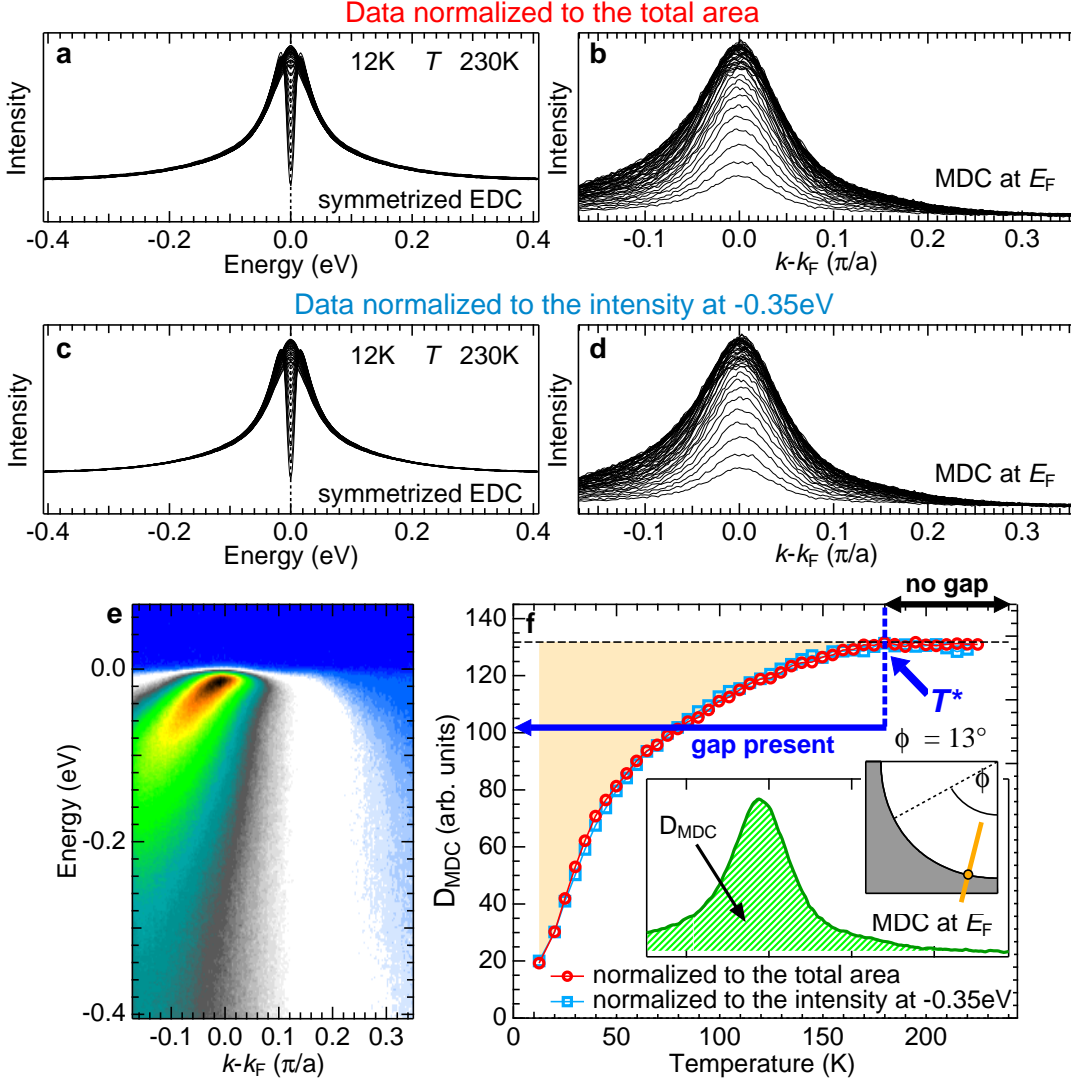 Data normalized to the total area
a
12K T 230K
symmetrized EDC
Intensity
-0.4 -0.2 0.0 0.2 0.4
Energy (eV)
b
MDC at EF
Intensity
-0.1 0.0 0.1 0.2 0.3
k-kF (π/a)
Data normalized to the intensity at -0.35eV
c
12K T 230K
symmetrized EDC
Intensity
-0.4 -0.2 0.0 0.2 0.4
Energy (eV)
d
MDC at EF
Intensity
-0.1 0.0 0.1 0.2 0.3
k-kF (π/a)
e
0.0
-0.2
-0.4
Energy (eV)
-0.1 0.0 0.1 0.2 0.3
k-kF (π/a)
no gap
f
140
120
100
80
60
40
20
0
DMDC (arb. units)
T*
gap present
ϕ = 13°
ϕ
DMDC
MDC at EF
normalized to the total area
normalized to the intensity at -0.35eV
0 50 100 150 200
Temperature (K)